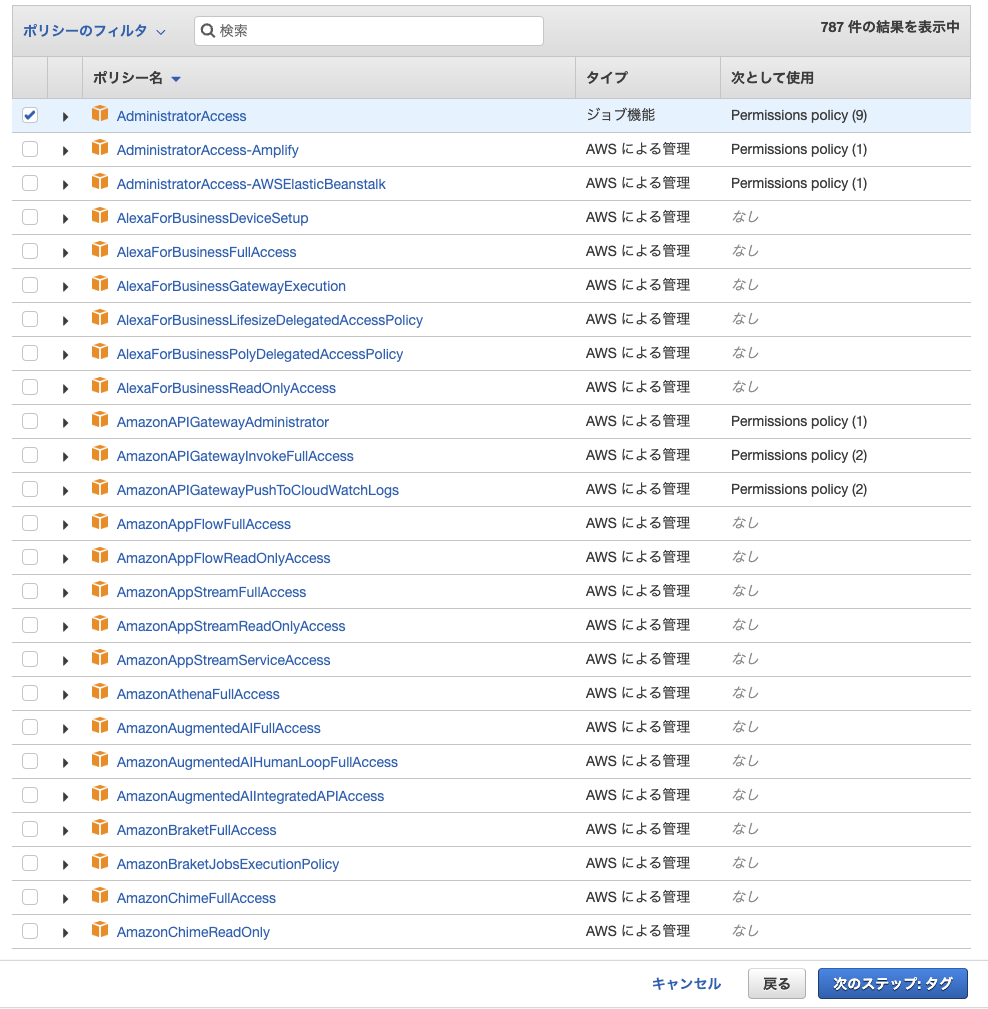 ポリシーのフィルタ 検索 787 件の結果を表示中
ポリシー名 タイプ 次として使用
AdministratorAccess ジョブ機能 Permissions policy (9)
AdministratorAccess-Amplify AWS による管理 Permissions policy (1)
AdministratorAccess-AWSElasticBeanstalk AWS による管理 Permissions policy (1)
AlexaForBusinessDeviceSetup AWS による管理 なし
AlexaForBusinessFullAccess AWS による管理 なし
AlexaForBusinessGatewayExecution AWS による管理 なし
AlexaForBusinessLifesizeDelegatedAccessPolicy AWS による管理 なし
AlexaForBusinessPolyDelegatedAccessPolicy AWS による管理 なし
AlexaForBusinessReadOnlyAccess AWS による管理 なし
AmazonAPIGatewayAdministrator AWS による管理 Permissions policy (1)
AmazonAPIGatewayInvokeFullAccess AWS による管理 Permissions policy (2)
AmazonAPIGatewayPushToCloudWatchLogs AWS による管理 Permissions policy (2)
AmazonAppFlowFullAccess AWS による管理 なし
AmazonAppFlowReadOnlyAccess AWS による管理 なし
AmazonAppStreamFullAccess AWS による管理 なし
AmazonAppStreamReadOnlyAccess AWS による管理 なし
AmazonAppStreamServiceAccess AWS による管理 なし
AmazonAthenaFullAccess AWS による管理 なし
AmazonAugmentedAIFullAccess AWS による管理 なし
AmazonAugmentedAIHumanLoopFullAccess AWS による管理 なし
AmazonAugmentedAIIntegratedAPIAccess AWS による管理 なし
AmazonBraketFullAccess AWS による管理 なし
AmazonBraketJobsExecutionPolicy AWS による管理 なし
AmazonChimeFullAccess AWS による管理 なし
AmazonChimeReadOnly AWS による管理 なし
キャンセル 戻る 次のステップ: タグ